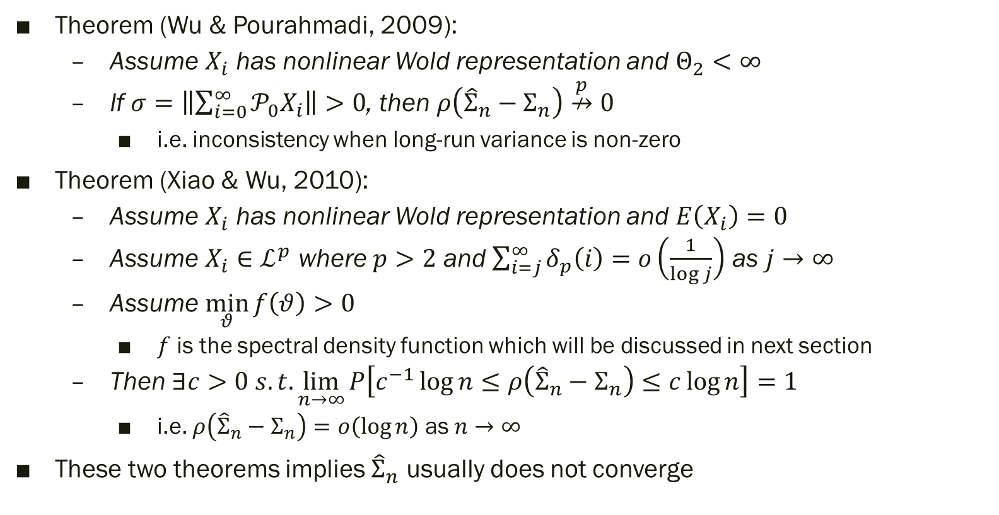 ■ Theorem (Wu & Pourahmadi, 2009):
– Assume $X_i$ has nonlinear Wold representation and $\Theta_2 < \infty$
– If $\sigma = \|\sum_{i=0}^{\infty} \mathcal{P}_0 X_i\| > 0$, then $\rho(\hat{\Sigma}_n - \Sigma_n) \overset{p}{\nrightarrow} 0$
■ i.e. inconsistency when long-run variance is non-zero
■ Theorem (Xiao & Wu, 2010):
– Assume $X_i$ has nonlinear Wold representation and $E(X_i) = 0$
– Assume $X_i \in \mathcal{L}^p$ where $p > 2$ and $\sum_{i=j}^{\infty} \delta_p(i) = o\left(\frac{1}{\log j}\right)$ as $j \to \infty$
– Assume $\min_{\vartheta} f(\vartheta) > 0$
■ $f$ is the spectral density function which will be discussed in next section
– Then $\exists c > 0$ s.t. $\lim_{n \to \infty} P[c^{-1} \log n \le \rho(\hat{\Sigma}_n - \Sigma_n) \le c \log n] = 1$
■ i.e. $\rho(\hat{\Sigma}_n - \Sigma_n) = o(\log n)$ as $n \to \infty$
■ These two theorems implies $\hat{\Sigma}_n$ usually does not converge